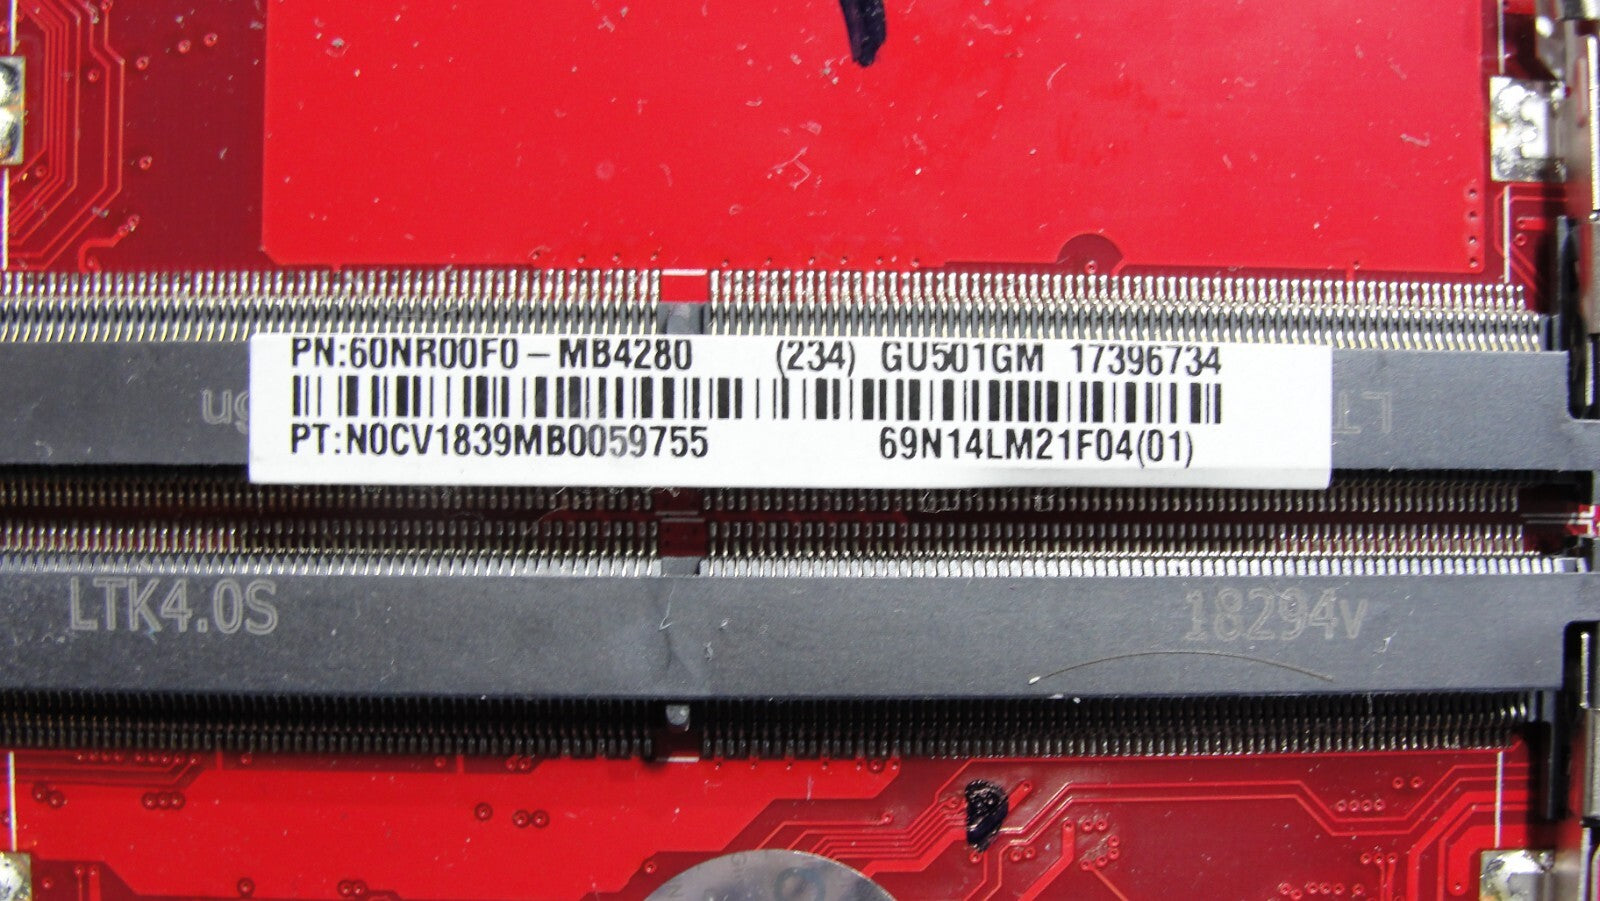 PN:60NR00F0-MB4280 (234) GU501GM 17396734
PT:N0CV1839MB0059755 69N14LM21F04(01)
LTK4.0S 18294v